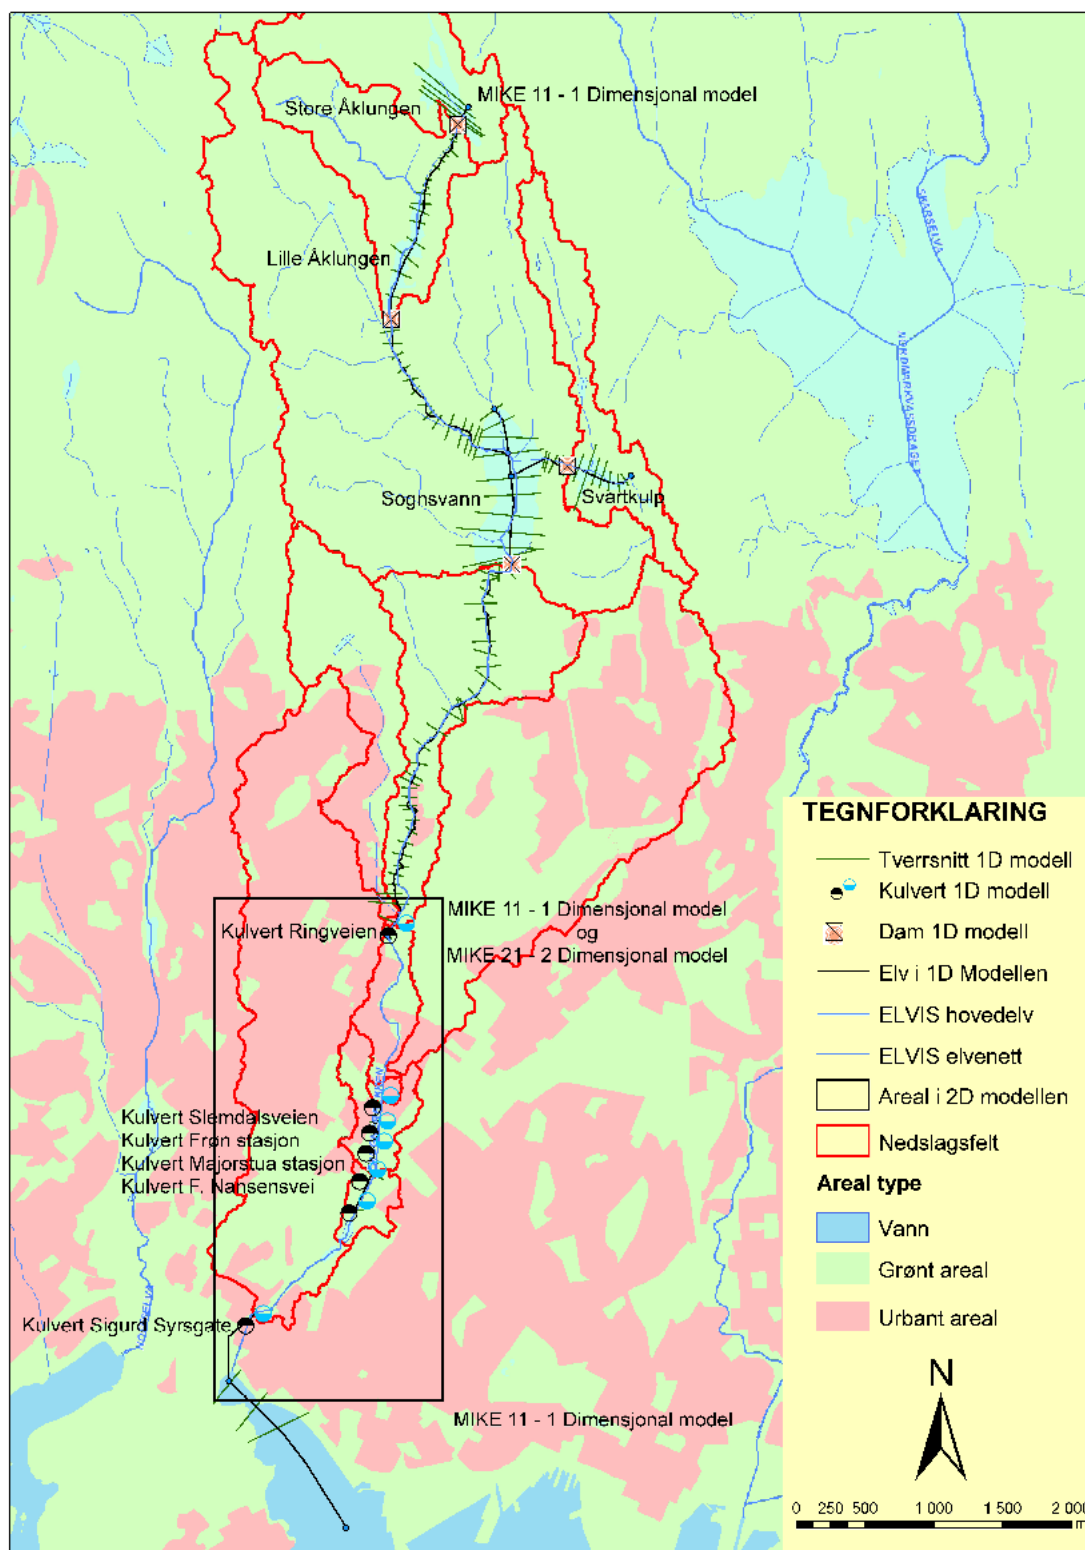 MIKE 11 - 1 Dimensjonal model
Store Åklungen
Lille Åklungen
SKARSELVA
NORDMARKVASSDRAGET
Soghsvann
Svartkulp
MIKE 11 - 1 Dimensjonal model
og
MIKE 21 - 2 Dimensjonal model
Kulvert Ringveien
Kulvert Slemdalsveien
Kulvert Frøn stasjon
Kulvert Majorstua stasjon
Kulvert F. Nansensvei
Kulvert Sigurd Syrsgate
MIKE 11 - 1 Dimensjonal model
TEGNFORKLARING
Tverrsnitt 1D modell
Kulvert 1D modell
Dam 1D modell
Elv i 1D Modellen
ELVIS hovedelv
ELVIS elvenett
Areal i 2D modellen
Nedslagsfelt
Areal type
Vann
Grønt areal
Urbant areal
N
0 250 500 1 000 1 500 2 000
m